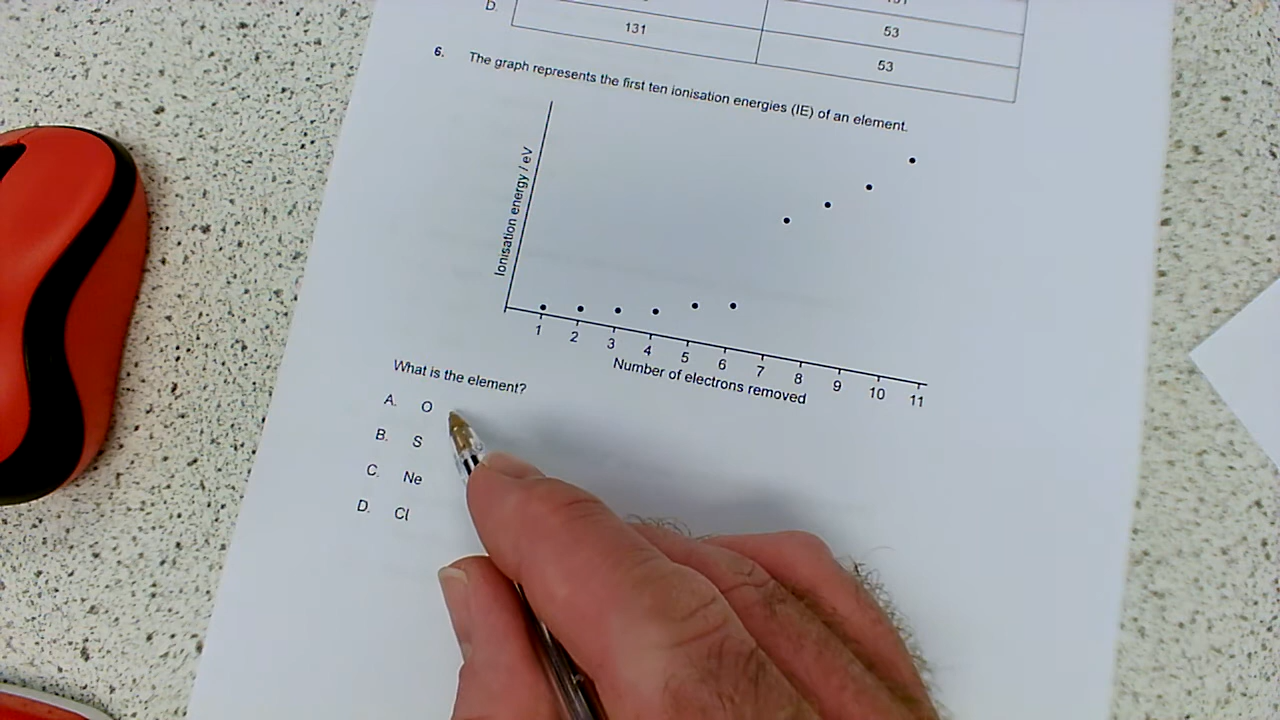 b.
131
53
53
6. The graph represents the first ten ionisation energies (IE) of an element.
Ionisation energy / eV
1 2 3 4 5 6 7 8 9 10 11
Number of electrons removed
What is the element?
A. O
B. S
C. Ne
D. Cl